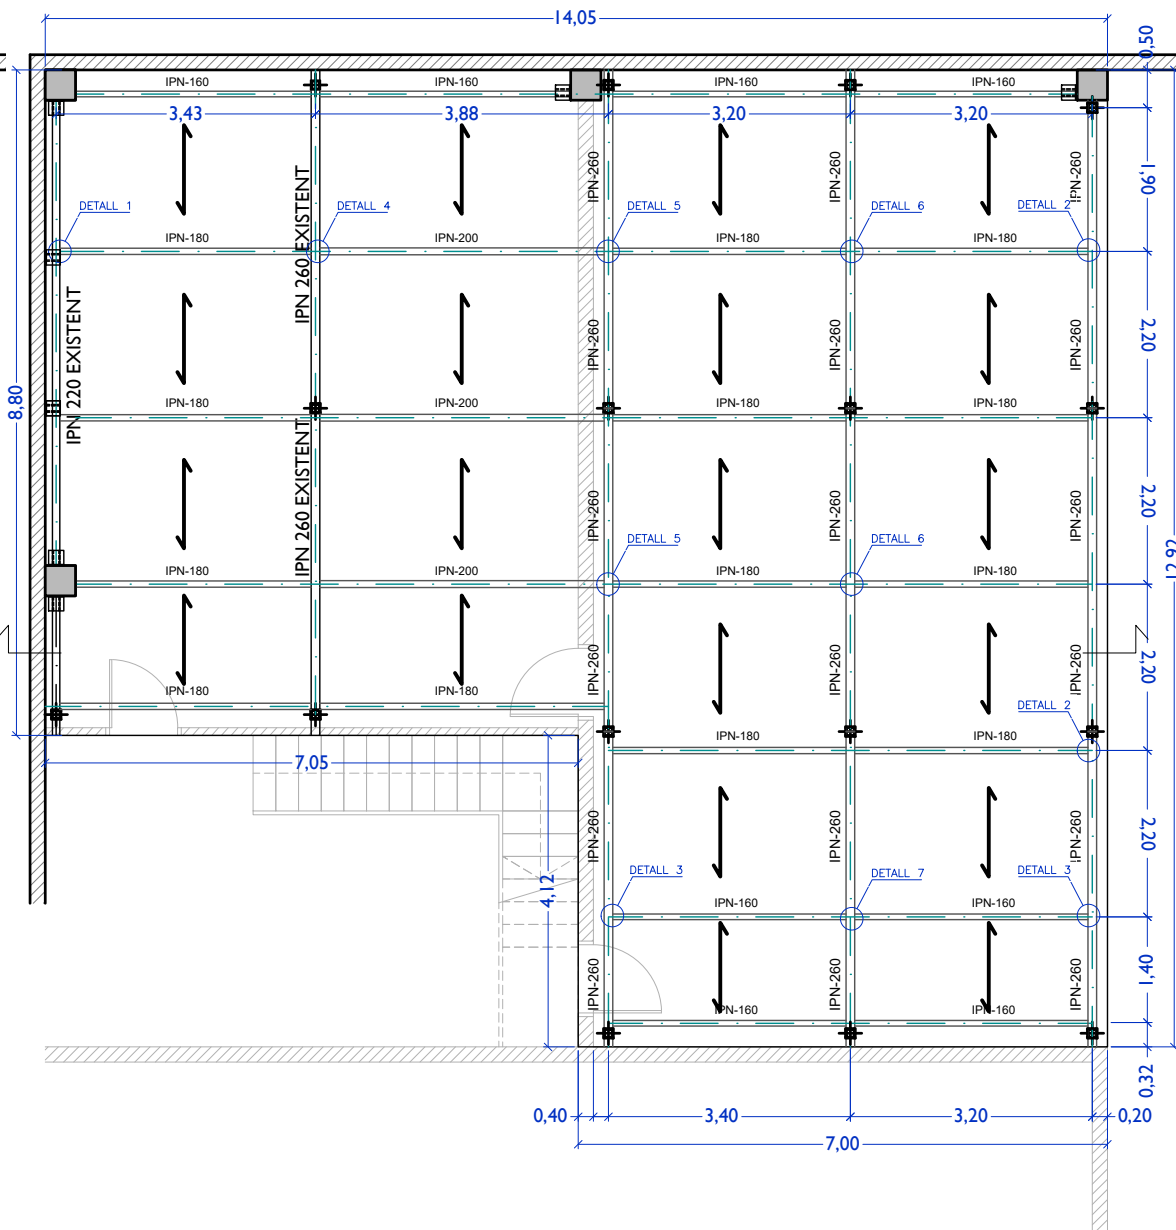 14,05
0,50
IPN-160
IPN-160
IPN-160
IPN-160
3,43
3,88
3,20
3,20
IPN-260
IPN-260
IPN-260
1,90
IPN 260 EXISTENT
DETALL 1
DETALL 4
DETALL 5
DETALL 6
DETALL 2
IPN-180
IPN-200
IPN-180
IPN-180
IPN 220 EXISTENT
IPN-260
IPN-260
IPN-260
2,20
8,80
IPN-180
IPN-200
IPN-180
IPN-180
IPN 260 EXISTENT
IPN-260
IPN-260
IPN-260
2,20
DETALL 5
DETALL 6
IPN-180
IPN-200
IPN-180
IPN-180
12,92
IPN-260
IPN-260
IPN-260
2,20
IPN-180
IPN-180
DETALL 2
IPN-180
IPN-180
7,05
IPN-260
IPN-260
IPN-260
2,20
4,12
DETALL 3
DETALL 7
DETALL 3
IPN-160
IPN-160
IPN-260
IPN-260
IPN-260
1,40
IPN-160
IPN-160
0,32
0,40
3,40
3,20
0,20
7,00